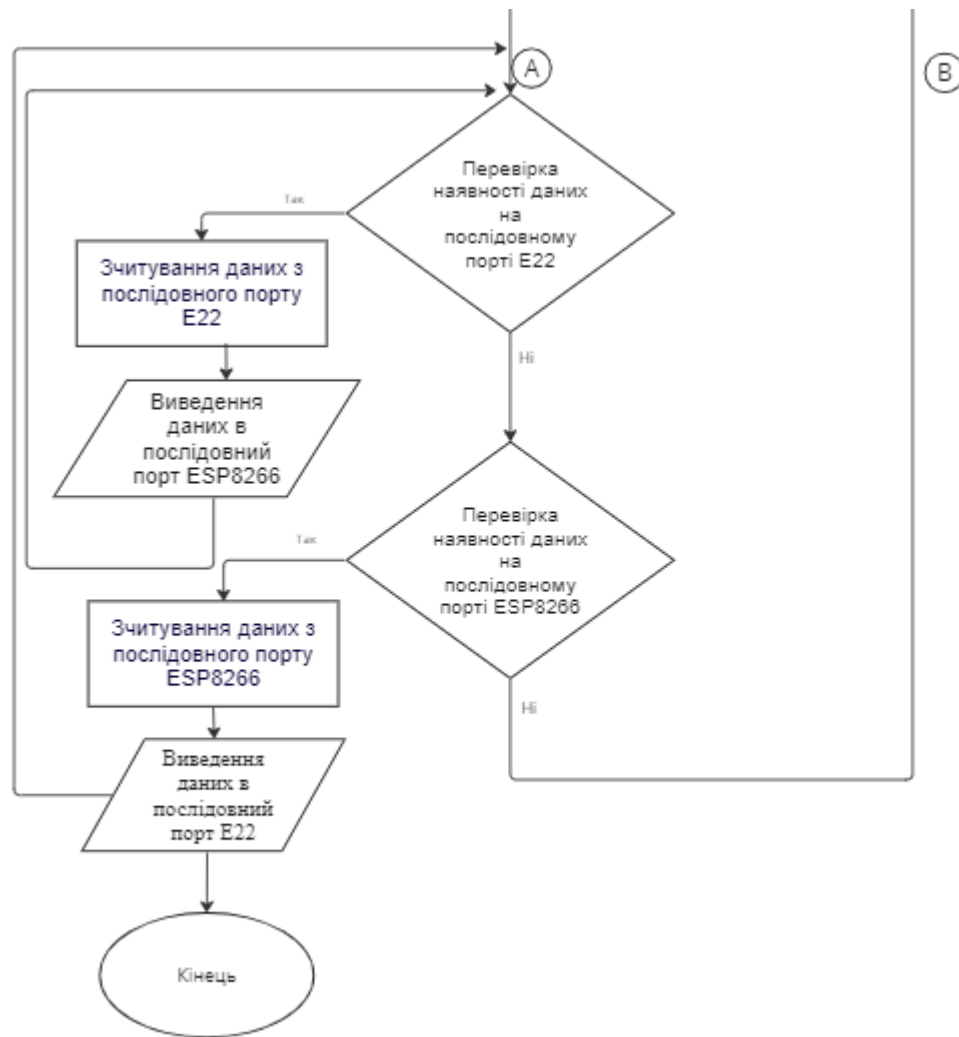 A
B
Перевірка
наявності даних
на
послідовному
порті E22
Так
Зчитування даних з
послідовного порту
E22
Ні
Виведення
даних в
послідовний
порт ESP8266
Перевірка
наявності даних
на
послідовному
порті ESP8266
Так
Зчитування даних з
послідовного порту
ESP8266
Ні
Виведення
даних в
послідовний
порт E22
Кінець